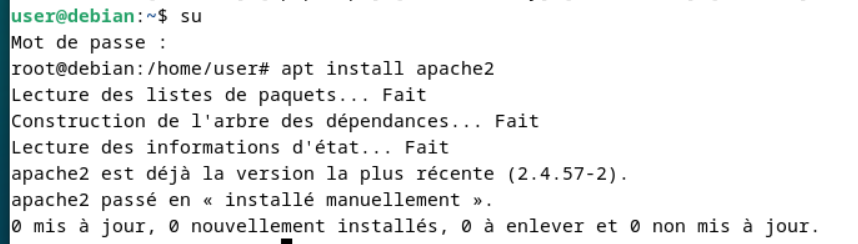 user@debian:~$ su
Mot de passe :
root@debian:/home/user# apt install apache2
Lecture des listes de paquets... Fait
Construction de l'arbre des dépendances... Fait
Lecture des informations d'état... Fait
apache2 est déjà la version la plus récente (2.4.57-2).
apache2 passé en « installé manuellement ».
0 mis à jour, 0 nouvellement installés, 0 à enlever et 0 non mis à jour.